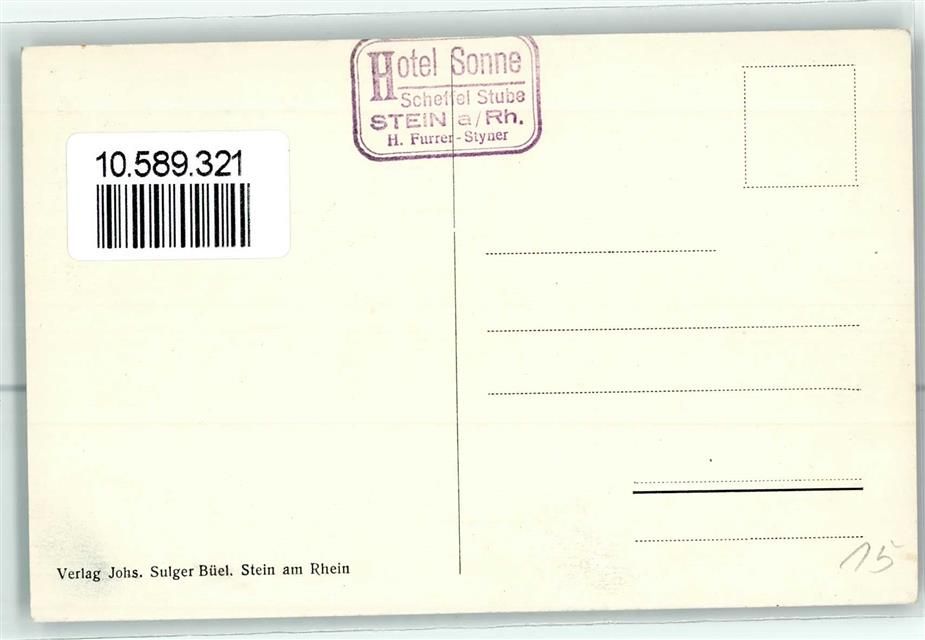 Hotel Sonne
Scheffel Stube
STEIN a/Rh.
H. Furrer-Styner
10.589.321
Verlag Johs. Sulger Büel. Stein am Rhein
15